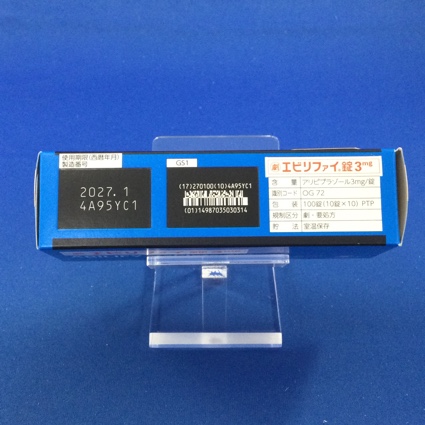 使用期限(西暦年月)
製造番号
2027. 1
4A95YC1
GS1
(17)270100(10)4A95YC1
(01)14987035030314
劇 エビリファイ錠3mg
含 量 アリピプラゾール3mg/錠
識別コード OG 72
包 装 100錠(10錠×10) PTP
規制区分 劇・要処方
貯 法 室温保存